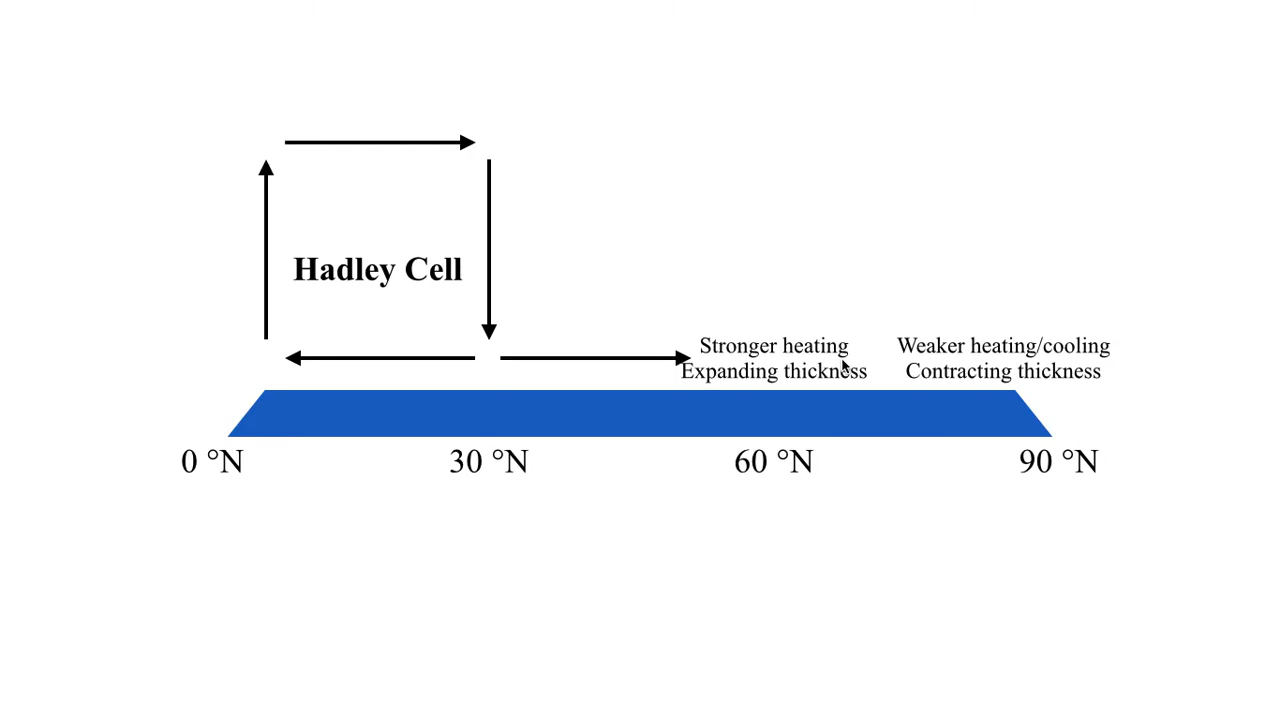 Hadley Cell
Stronger heating
Expanding thickness
Weaker heating/cooling
Contracting thickness
0 °N
30 °N
60 °N
90 °N